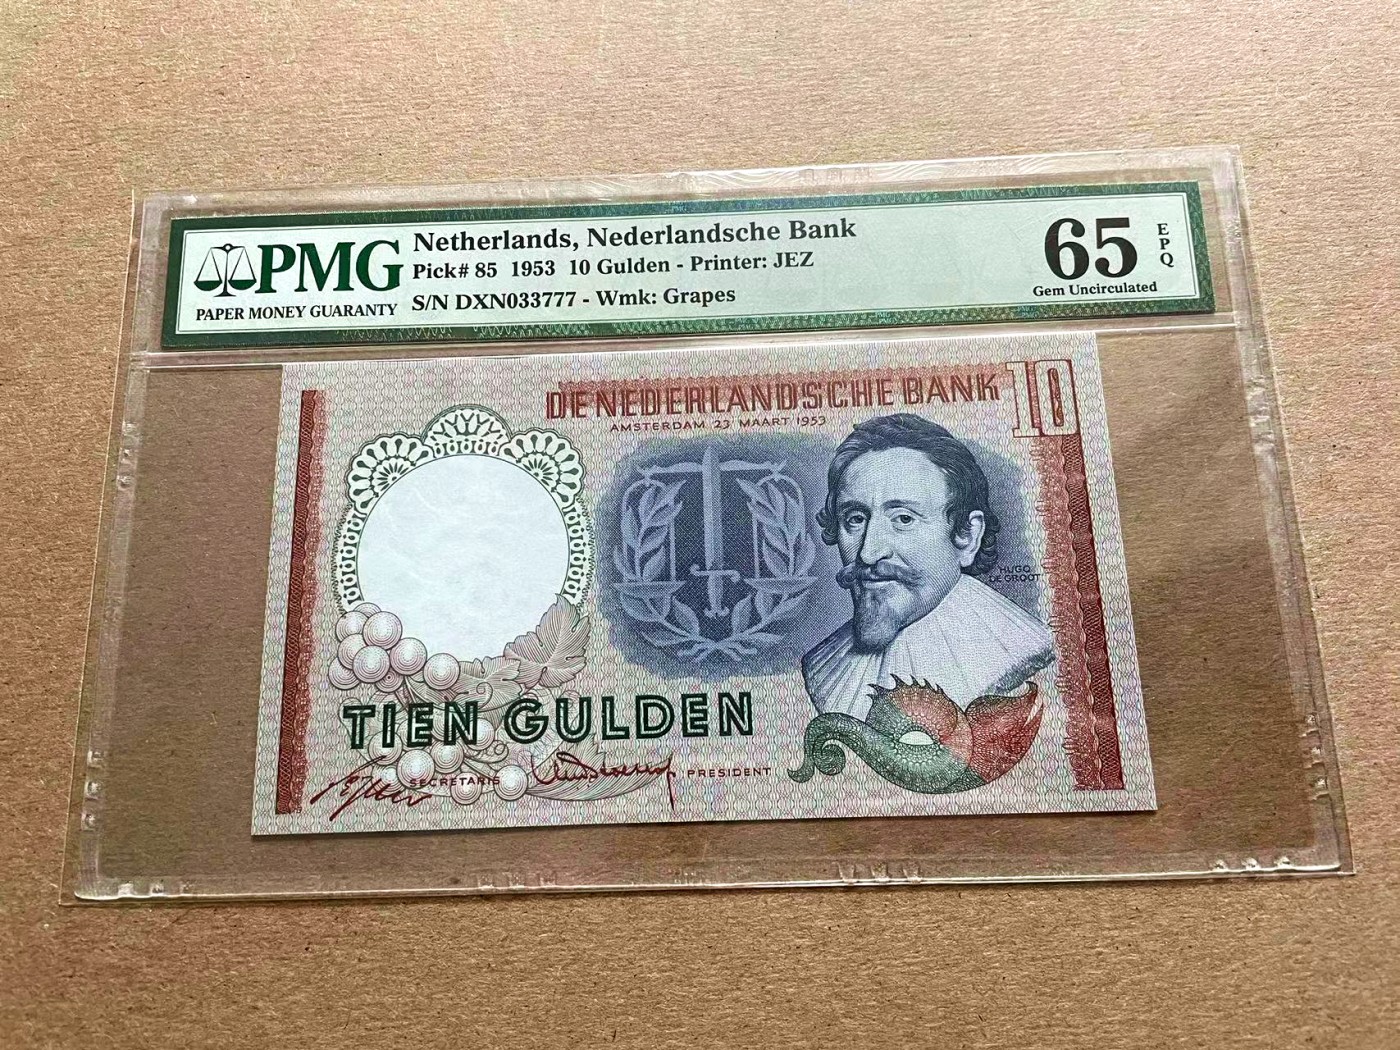 PMG
PAPER MONEY GUARANTY
Netherlands, Nederlandsche Bank
Pick# 85 1953 10 Gulden - Printer: JEZ
S/N DXN033777 - Wmk: Grapes
65
EPQ
Gem Uncirculated
DE NEDERLANDSCHE BANK
10
AMSTERDAM 23 MAART 1953
HUGO
DE GROOT
TIEN GULDEN
SECRETARIS
PRESIDENT